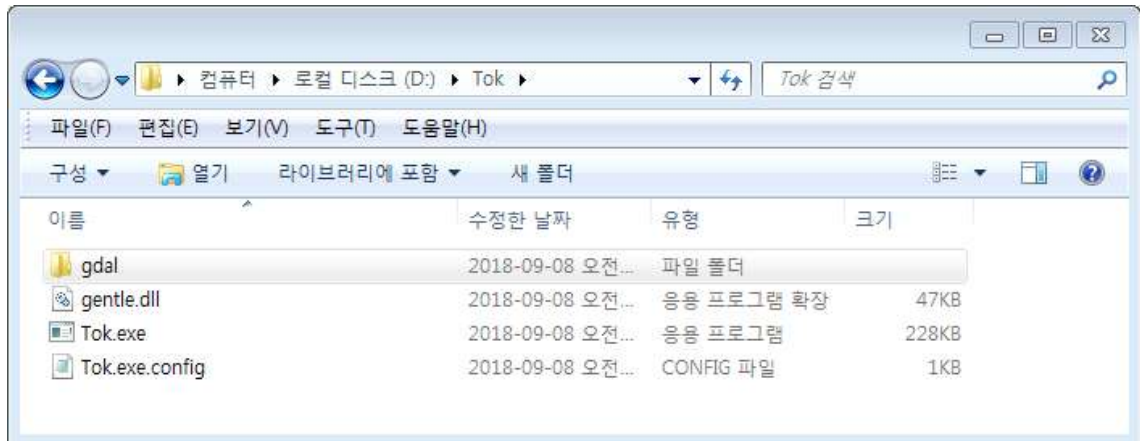 컴퓨터 로컬 디스크 (D:) Tok Tok 검색
파일(F) 편집(E) 보기(V) 도구(T) 도움말(H)
구성 열기 라이브러리에 포함 새 폴더
이름 수정한 날짜 유형 크기
gdal 2018-09-08 오전... 파일 폴더
gentle.dll 2018-09-08 오전... 응용 프로그램 확장 47KB
Tok.exe 2018-09-08 오전... 응용 프로그램 228KB
Tok.exe.config 2018-09-08 오전... CONFIG 파일 1KB